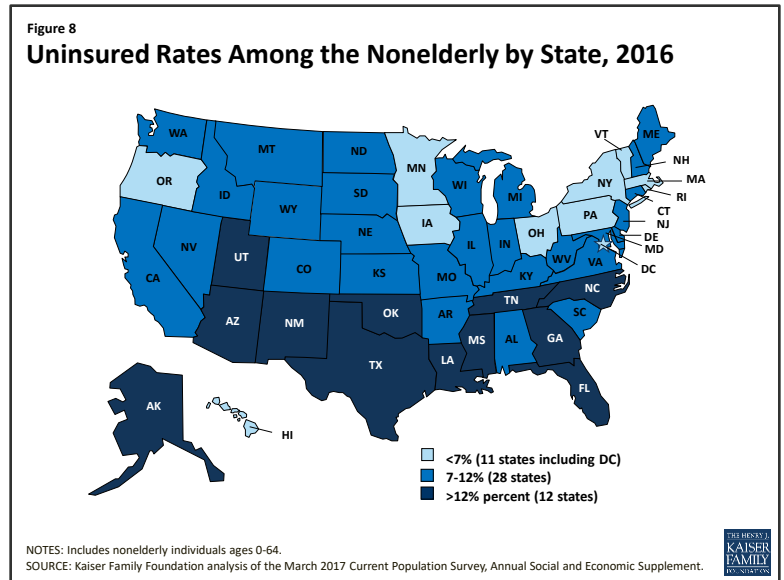 Figure 8
Uninsured Rates Among the Nonelderly by State, 2016
WA
MT
ND
MN
VT
ME
OR
ID
SD
WI
MI
NY
NH
MA
WY
RI
IA
PA
CT
NE
NJ
NV
OH
DE
UT
IL
IN
MD
CA
CO
KS
MO
WV
VA
DC
KY
NC
OK
TN
AZ
NM
AR
SC
MS
AL
GA
LA
TX
FL
AK
HI
<7% (11 states including DC)
7-12% (28 states)
>12% percent (12 states)
NOTES: Includes nonelderly individuals ages 0-64.
SOURCE: Kaiser Family Foundation analysis of the March 2017 Current Population Survey, Annual Social and Economic Supplement.
THE HENRY J.
KAISER
FAMILY
FOUNDATION